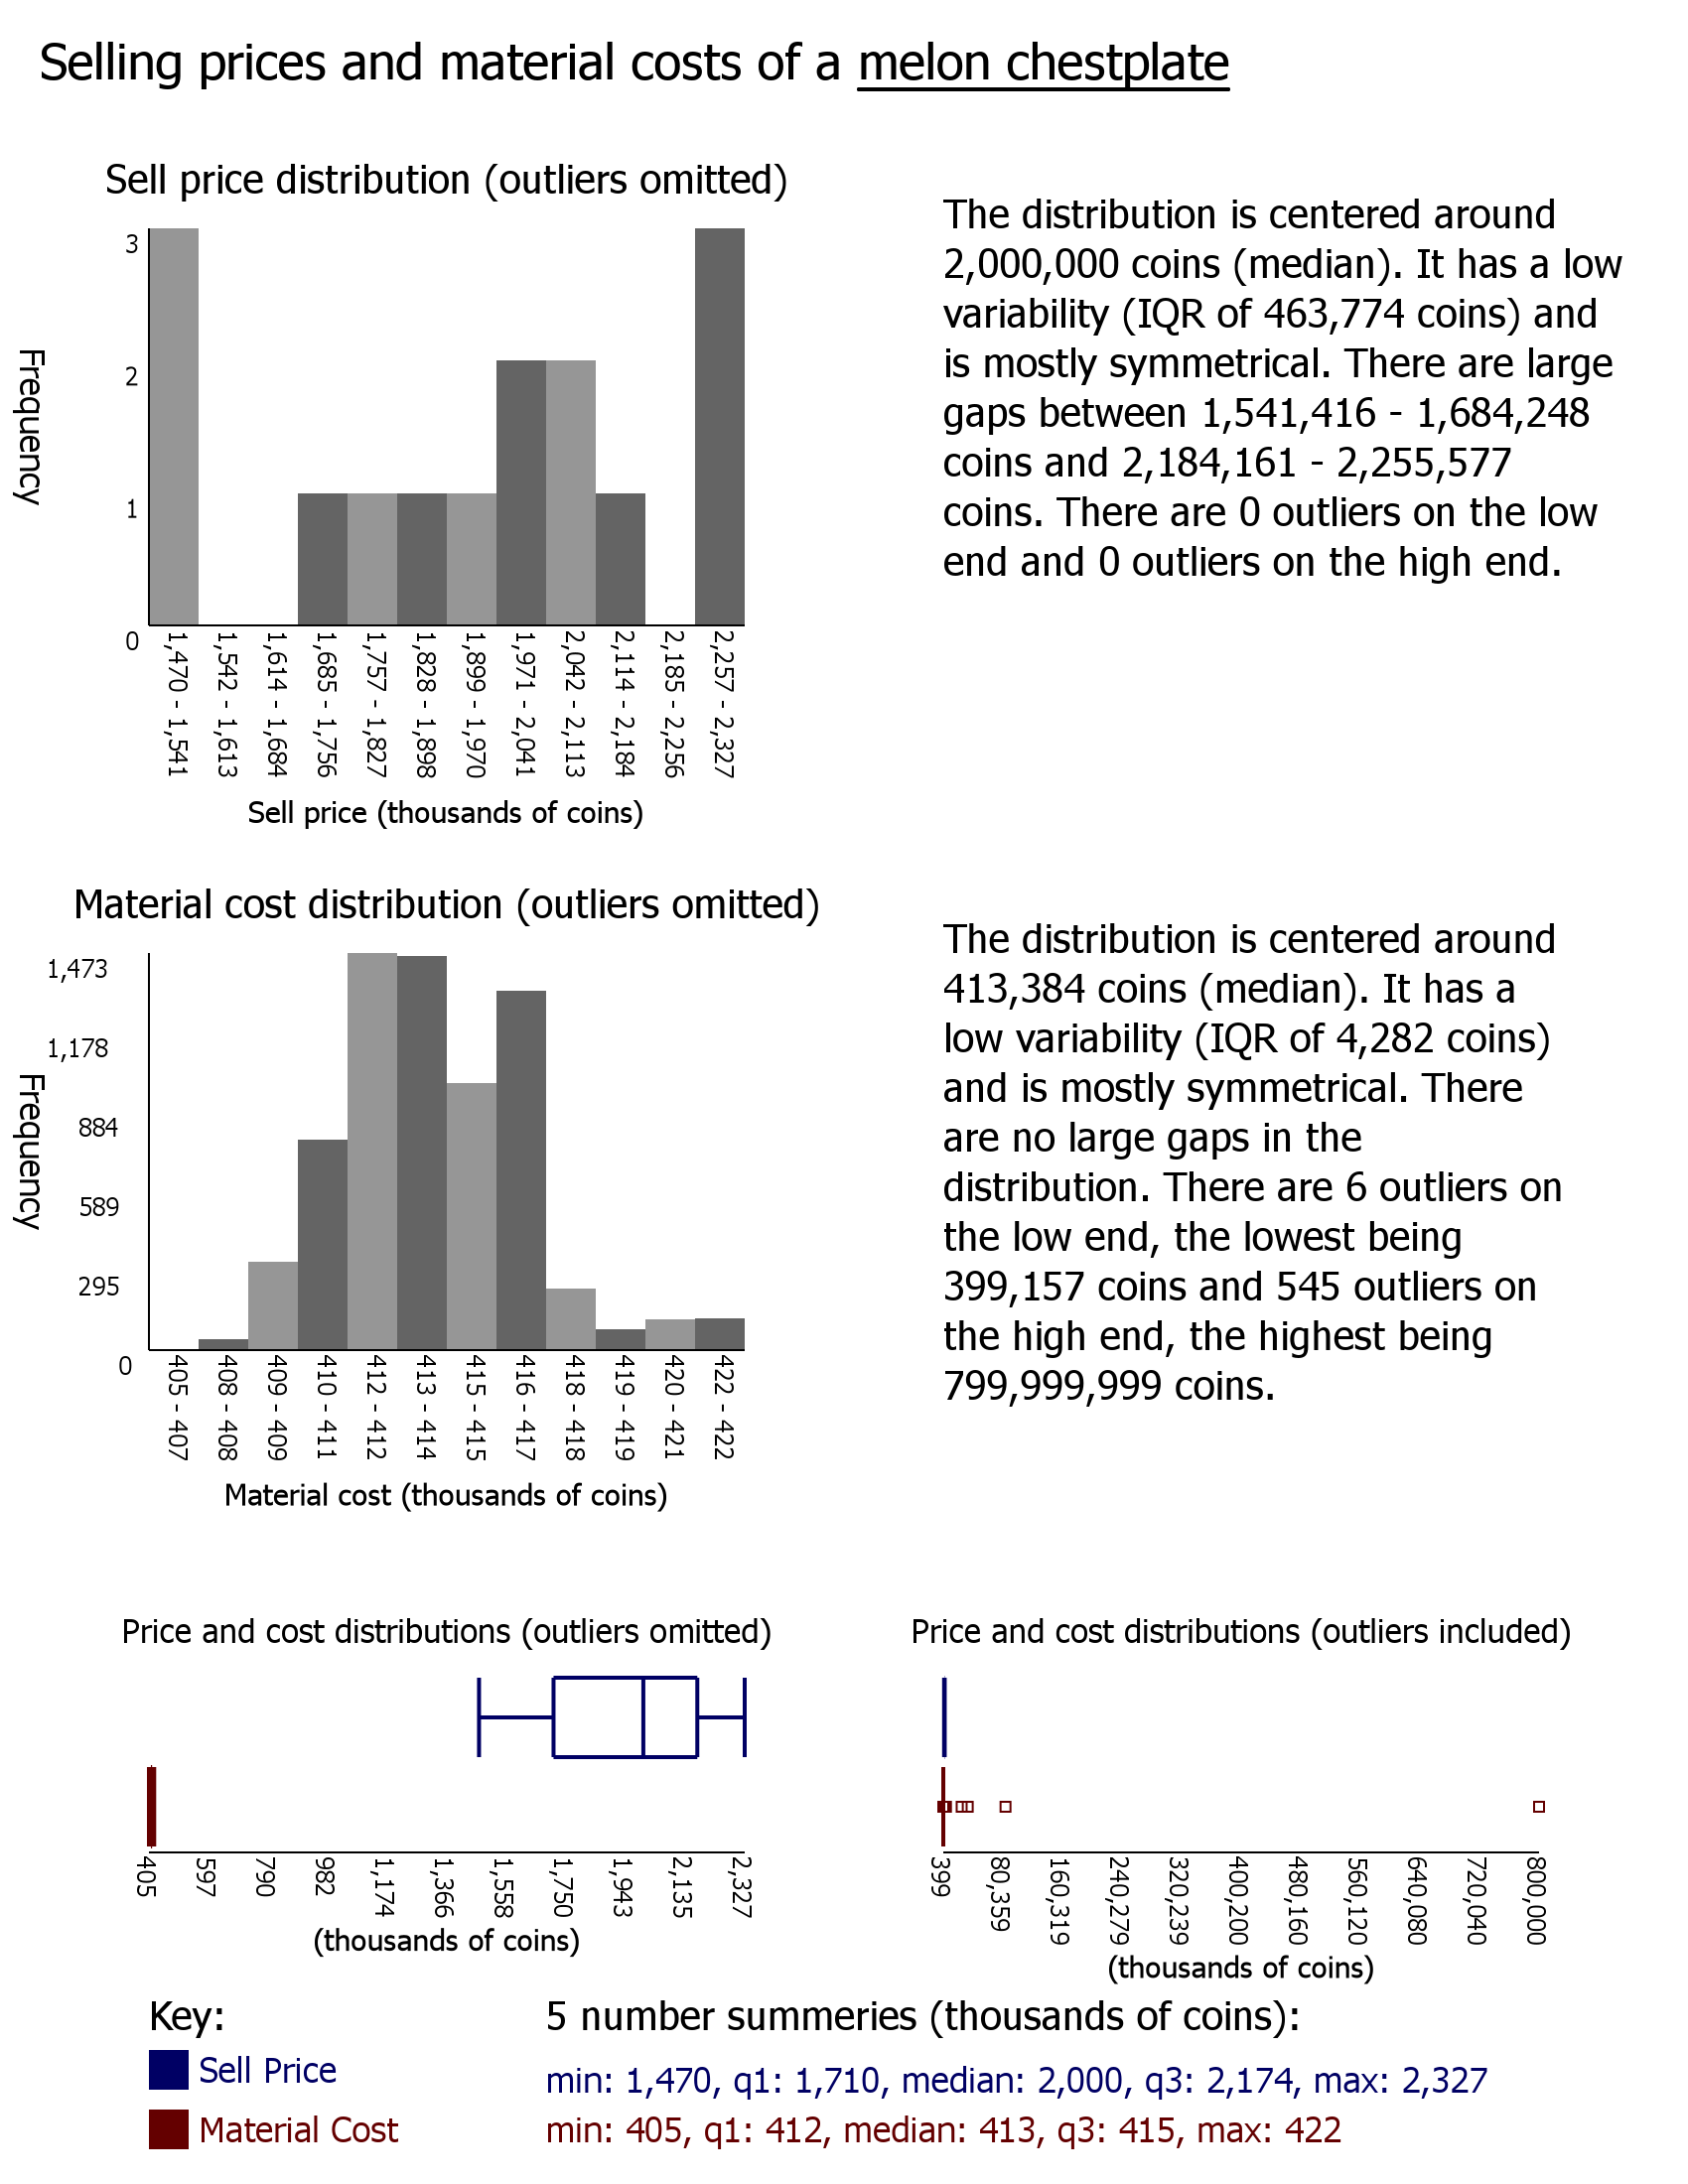 Selling prices and material costs of a melon chestplate
Sell price distribution (outliers omitted)
3
2
1
0
Frequency
1,470 - 1,541
1,542 - 1,613
1,614 - 1,684
1,685 - 1,756
1,757 - 1,827
1,828 - 1,898
1,899 - 1,970
1,971 - 2,041
2,042 - 2,113
2,114 - 2,184
2,185 - 2,256
2,257 - 2,327
Sell price (thousands of coins)
The distribution is centered around
2,000,000 coins (median). It has a low
variability (IQR of 463,774 coins) and
is mostly symmetrical. There are large
gaps between 1,541,416 - 1,684,248
coins and 2,184,161 - 2,255,577
coins. There are 0 outliers on the low
end and 0 outliers on the high end.
Material cost distribution (outliers omitted)
1,473
1,178
884
589
295
0
Frequency
405 - 407
408 - 408
409 - 409
410 - 411
412 - 412
413 - 414
415 - 415
416 - 417
418 - 418
419 - 419
420 - 421
422 - 422
Material cost (thousands of coins)
The distribution is centered around
413,384 coins (median). It has a
low variability (IQR of 4,282 coins)
and is mostly symmetrical. There
are no large gaps in the
distribution. There are 6 outliers on
the low end, the lowest being
399,157 coins and 545 outliers on
the high end, the highest being
799,999,999 coins.
Price and cost distributions (outliers omitted)
405
597
790
982
1,174
1,366
1,558
1,750
1,943
2,135
2,327
(thousands of coins)
Price and cost distributions (outliers included)
399
80,359
160,319
240,279
320,239
400,200
480,160
560,120
640,080
720,040
800,000
(thousands of coins)
Key:
Sell Price
Material Cost
5 number summeries (thousands of coins):
min: 1,470, q1: 1,710, median: 2,000, q3: 2,174, max: 2,327
min: 405, q1: 412, median: 413, q3: 415, max: 422